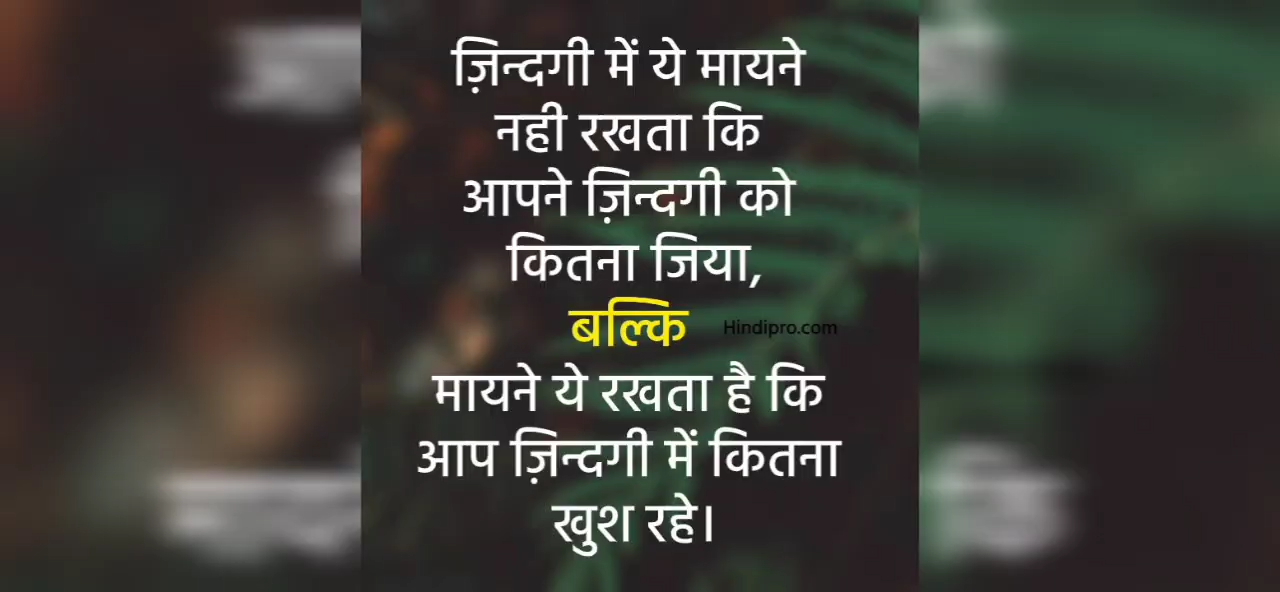 ज़िन्दगी में ये मायने
नही रखता कि
आपने ज़िन्दगी को
कितना जिया,
बल्कि
Hindipro.com
मायने ये रखता है कि
आप ज़िन्दगी में कितना
खुश रहे।